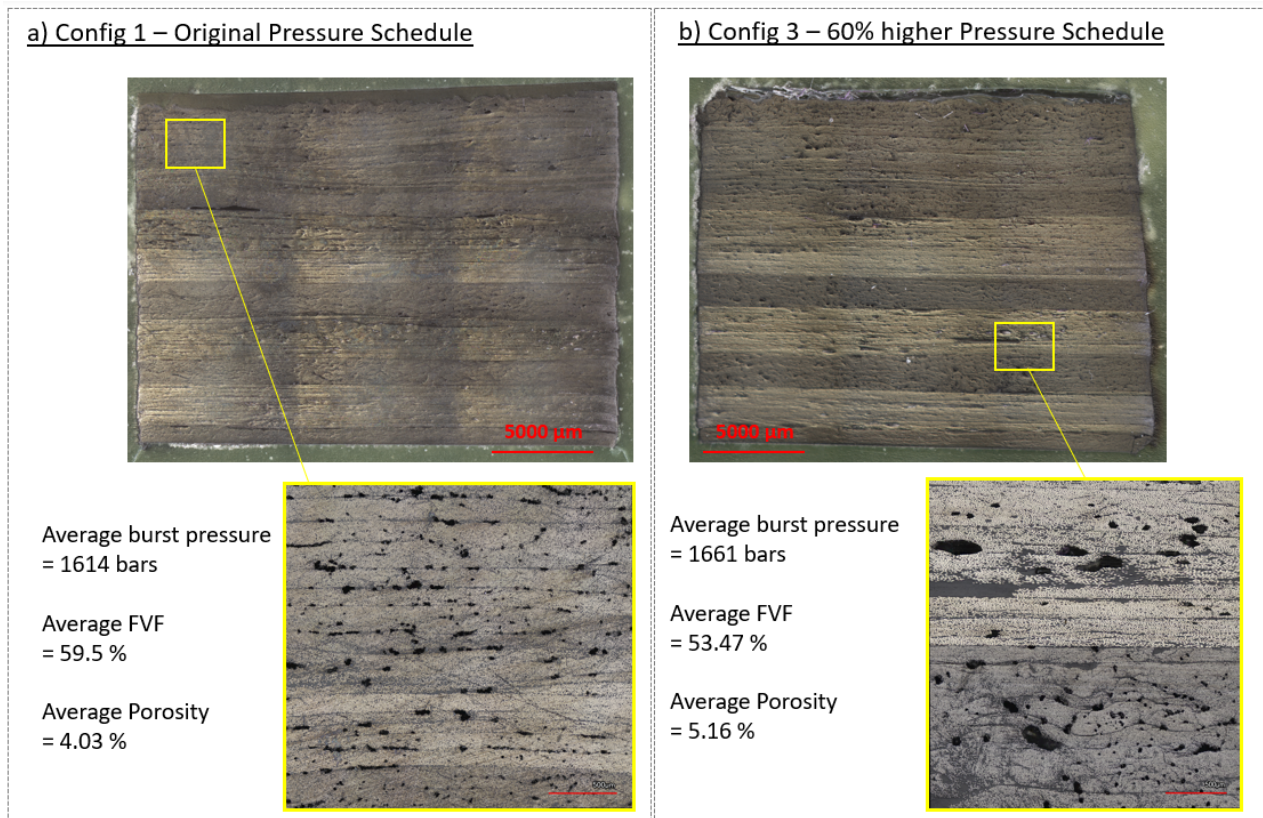 a) Config 1 – Original Pressure Schedule
5000 µm
Average burst pressure
= 1614 bars
Average FVF
= 59.5 %
Average Porosity
= 4.03 %
500µm
b) Config 3 – 60% higher Pressure Schedule
5000 µm
Average burst pressure
= 1661 bars
Average FVF
= 53.47 %
Average Porosity
= 5.16 %
500µm